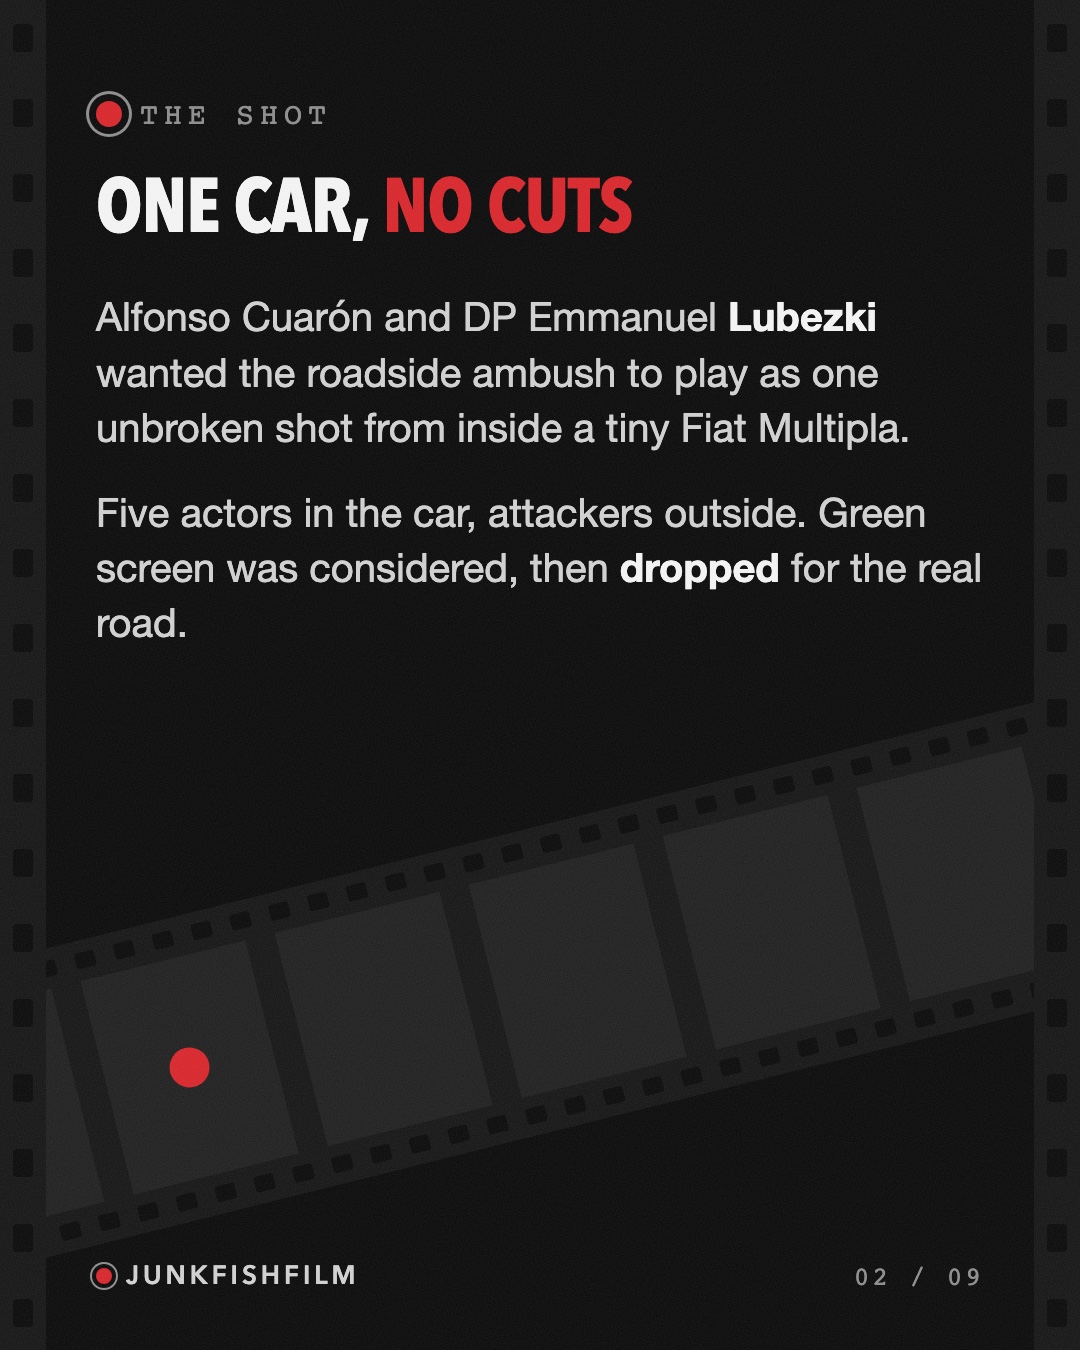 THE SHOT
ONE CAR, NO CUTS
Alfonso Cuarón and DP Emmanuel Lubezki
wanted the roadside ambush to play as one
unbroken shot from inside a tiny Fiat Multipla.
Five actors in the car, attackers outside. Green
screen was considered, then dropped for the real
road.
JUNKFISHFILM
02 / 09